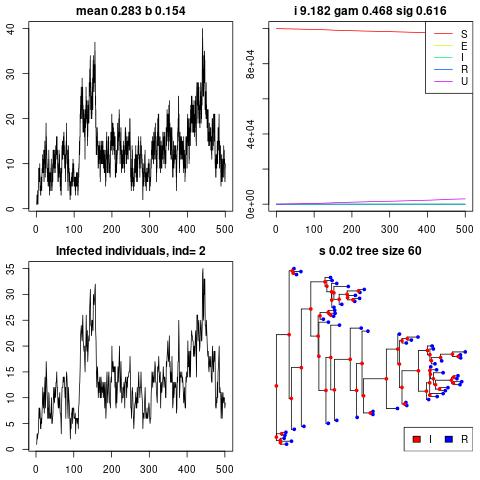 mean 0.283 b 0.154
40
30
20
10
0
0 100 200 300 400 500
i 9.182 gam 0.468 sig 0.616
8e+04
4e+04
0e+00
S
E
I
R
U
0 100 200 300 400 500
Infected individuals, ind= 2
35
30
25
20
15
10
5
0
0 100 200 300 400 500
s 0.02 tree size 60
I R